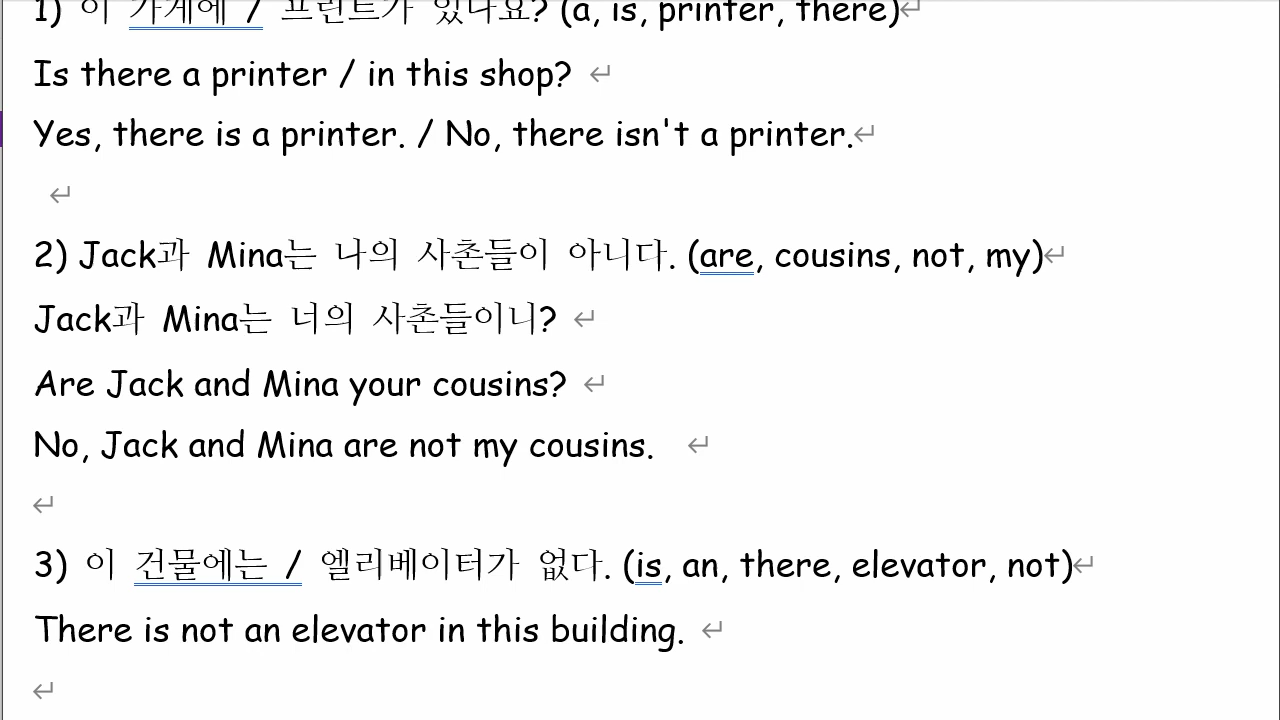 1) 이 가게에 / 프린트가 있나요? (a, is, printer, there)
Is there a printer / in this shop?
Yes, there is a printer. / No, there isn't a printer.
2) Jack과 Mina는 나의 사촌들이 아니다. (are, cousins, not, my)
Jack과 Mina는 너의 사촌들이니?
Are Jack and Mina your cousins?
No, Jack and Mina are not my cousins.
3) 이 건물에는 / 엘리베이터가 없다. (is, an, there, elevator, not)
There is not an elevator in this building.